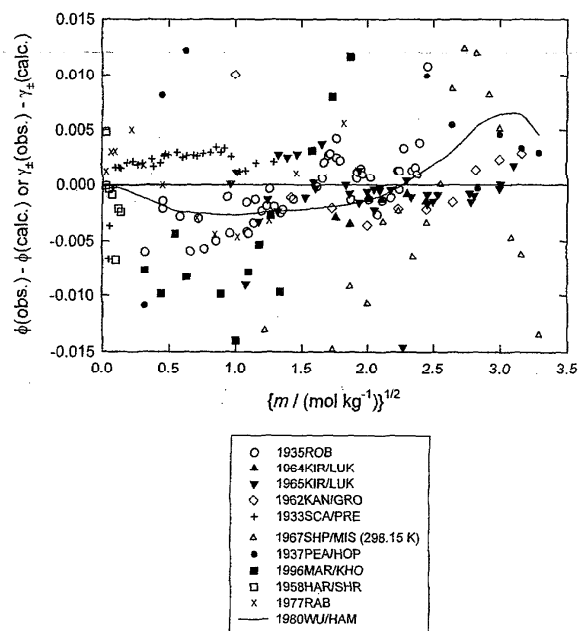 0.015
0.010
0.005
0.000
-0.005
-0.010
-0.015
ϕ(obs.) - ϕ(calc.) or γ±(obs.) - γ±(calc.)
0.0 0.5 1.0 1.5 2.0 2.5 3.0 3.5
{m / (mol kg⁻¹)}¹/²
1935ROB
1964KIR/LUK
1965KIR/LUK
1962KAN/GRO
1933SCA/PRE
1967SHP/MIS (298.15 K)
1937PEA/HOP
1996MAR/KHO
1958HAR/SHR
1977RAB
1980WU/HAM